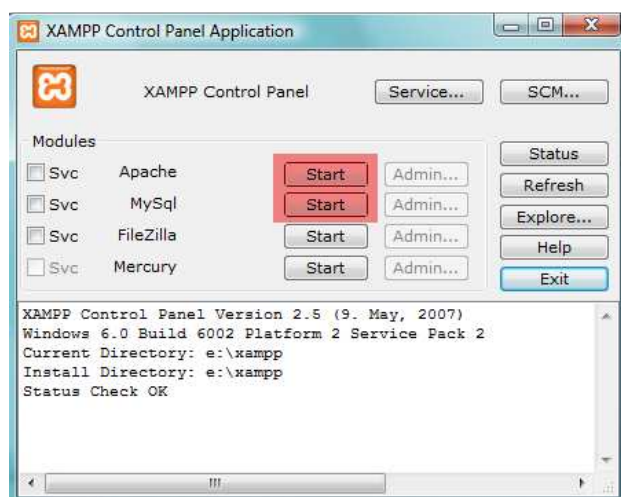 XAMPP Control Panel Application
XAMPP Control Panel
Service...
SCM...
Modules
Svc Apache Start Admin...
Svc MySql Start Admin...
Svc FileZilla Start Admin...
Svc Mercury Start Admin...
Status
Refresh
Explore...
Help
Exit
XAMPP Control Panel Version 2.5 (9. May, 2007)
Windows 6.0 Build 6002 Platform 2 Service Pack 2
Current Directory: e:\xampp
Install Directory: e:\xampp
Status Check OK